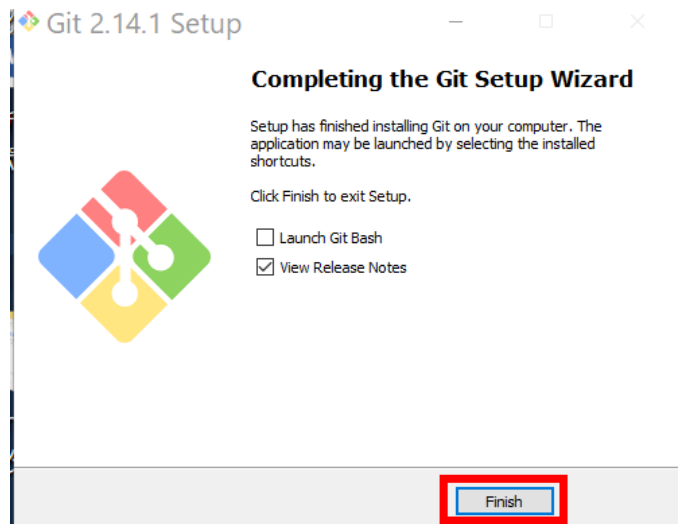 Git 2.14.1 Setup
Completing the Git Setup Wizard
Setup has finished installing Git on your computer. The
application may be launched by selecting the installed
shortcuts.
Click Finish to exit Setup.
Launch Git Bash
View Release Notes
Finish